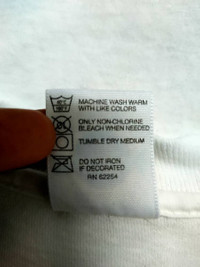 MACHINE WASH WARM
WITH LIKE COLORS
ONLY NON-CHLORINE
BLEACH WHEN NEEDED
TUMBLE DRY MEDIUM
DO NOT IRON
IF DECORATED
RN 62264